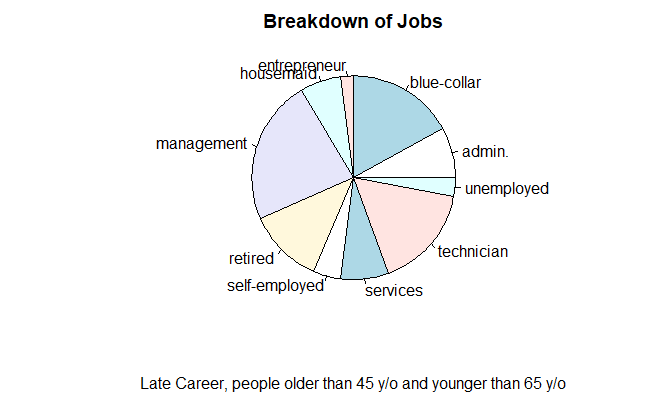 Breakdown of Jobs
entrepreneur
housemaid
blue-collar
management
admin.
unemployed
technician
retired
self-employed
services
Late Career, people older than 45 y/o and younger than 65 y/o